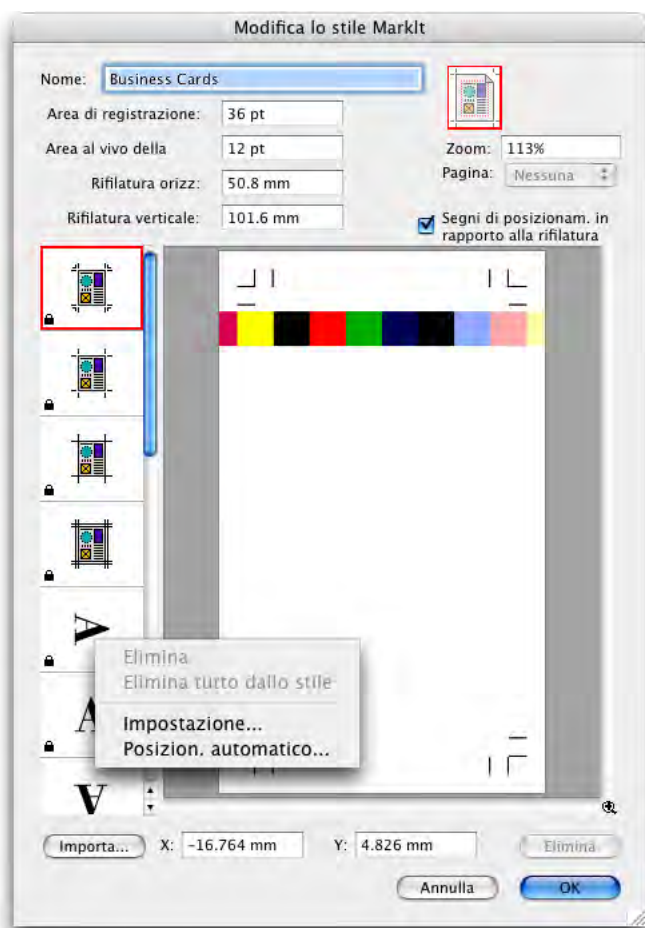 Modifica lo stile MarkIt
Nome: Business Cards
Area di registrazione: 36 pt
Area al vivo della 12 pt
Zoom: 113%
Pagina: Nessuna
Rifilatura orizz: 50.8 mm
Rifilatura verticale: 101.6 mm
Segni di posizionam. in
rapporto alla rifilatura
A
Elimina
Elimina tutto dallo stile
Impostazione...
Posizion. automatico...
A
A
Importa... X: -16.764 mm Y: 4.826 mm Elimina
Annulla OK